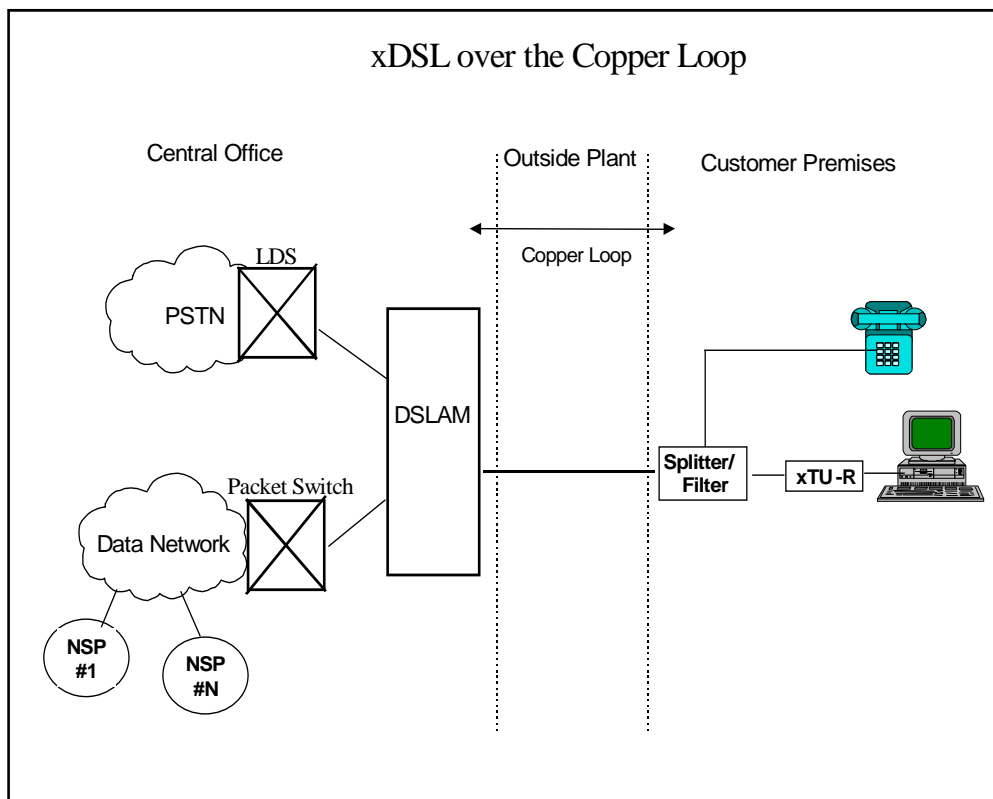 xDSL over the Copper Loop
Central Office
Outside Plant
Customer Premises
Copper Loop
LDS
PSTN
DSLAM
Splitter/
Filter
xTU-R
Packet Switch
Data Network
NSP
#1
NSP
#N